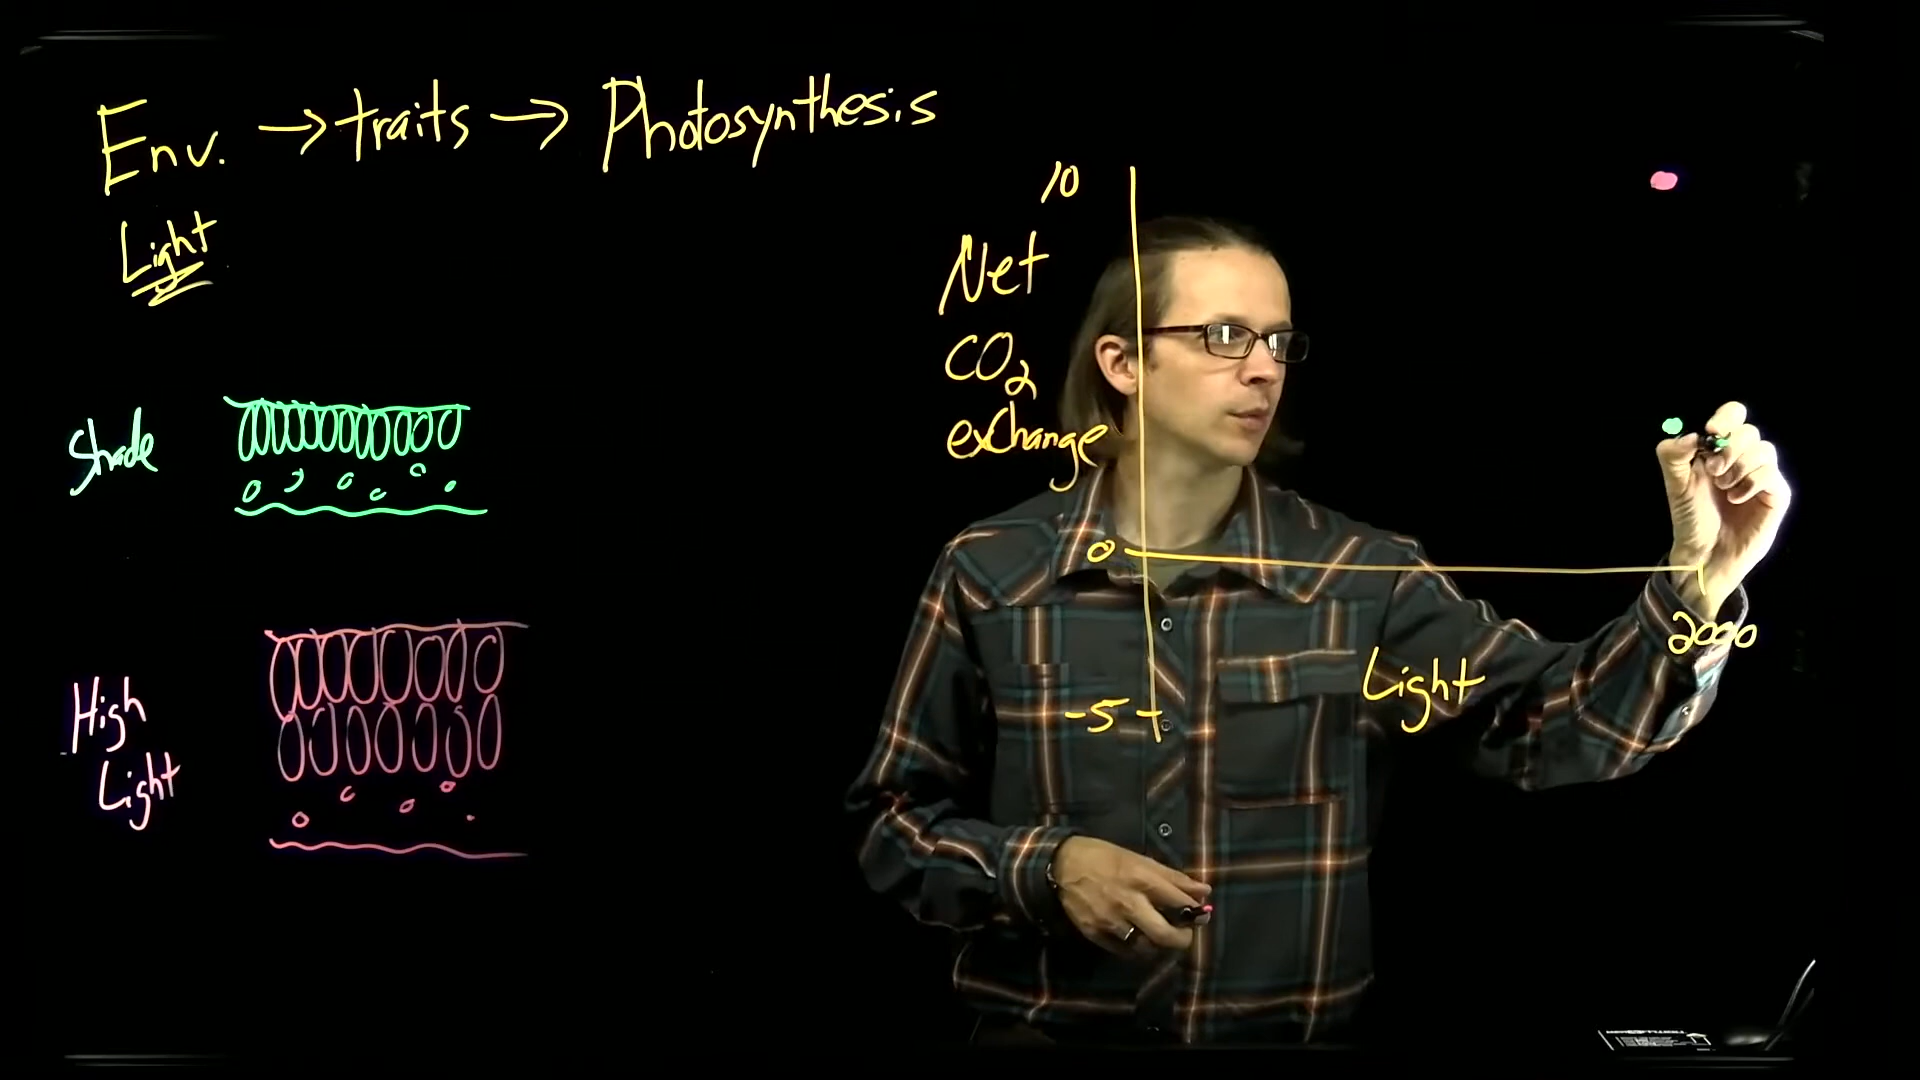 Env. → traits → Photosynthesis
Light
Shade
High
Light
10
Net
CO₂
exchange
0
-5
Light
2000